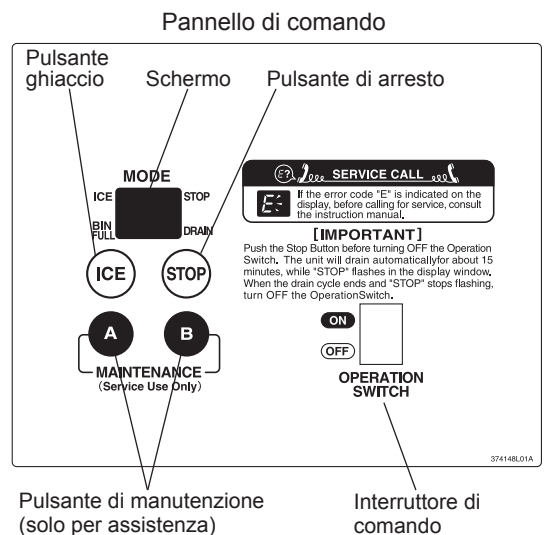 Pannello di comando
Pulsante
ghiaccio
Schermo
Pulsante di arresto
MODE
ICE
STOP
BIN
FULL
DRAIN
ICE
STOP
A
B
MAINTENANCE
(Service Use Only)
E?
SERVICE CALL
E
If the error code "E" is indicated on the
display, before calling for service, consult
the instruction manual.
[IMPORTANT]
Push the Stop Button before turning OFF the Operation
Switch. The unit will drain automaticallyfor about 15
minutes, while "STOP" flashes in the display window.
When the drain cycle ends and "STOP" stops flashing,
turn OFF the OperationSwitch.
ON
OFF
OPERATION
SWITCH
374148L01A
Pulsante di manutenzione
(solo per assistenza)
Interruttore di
comando